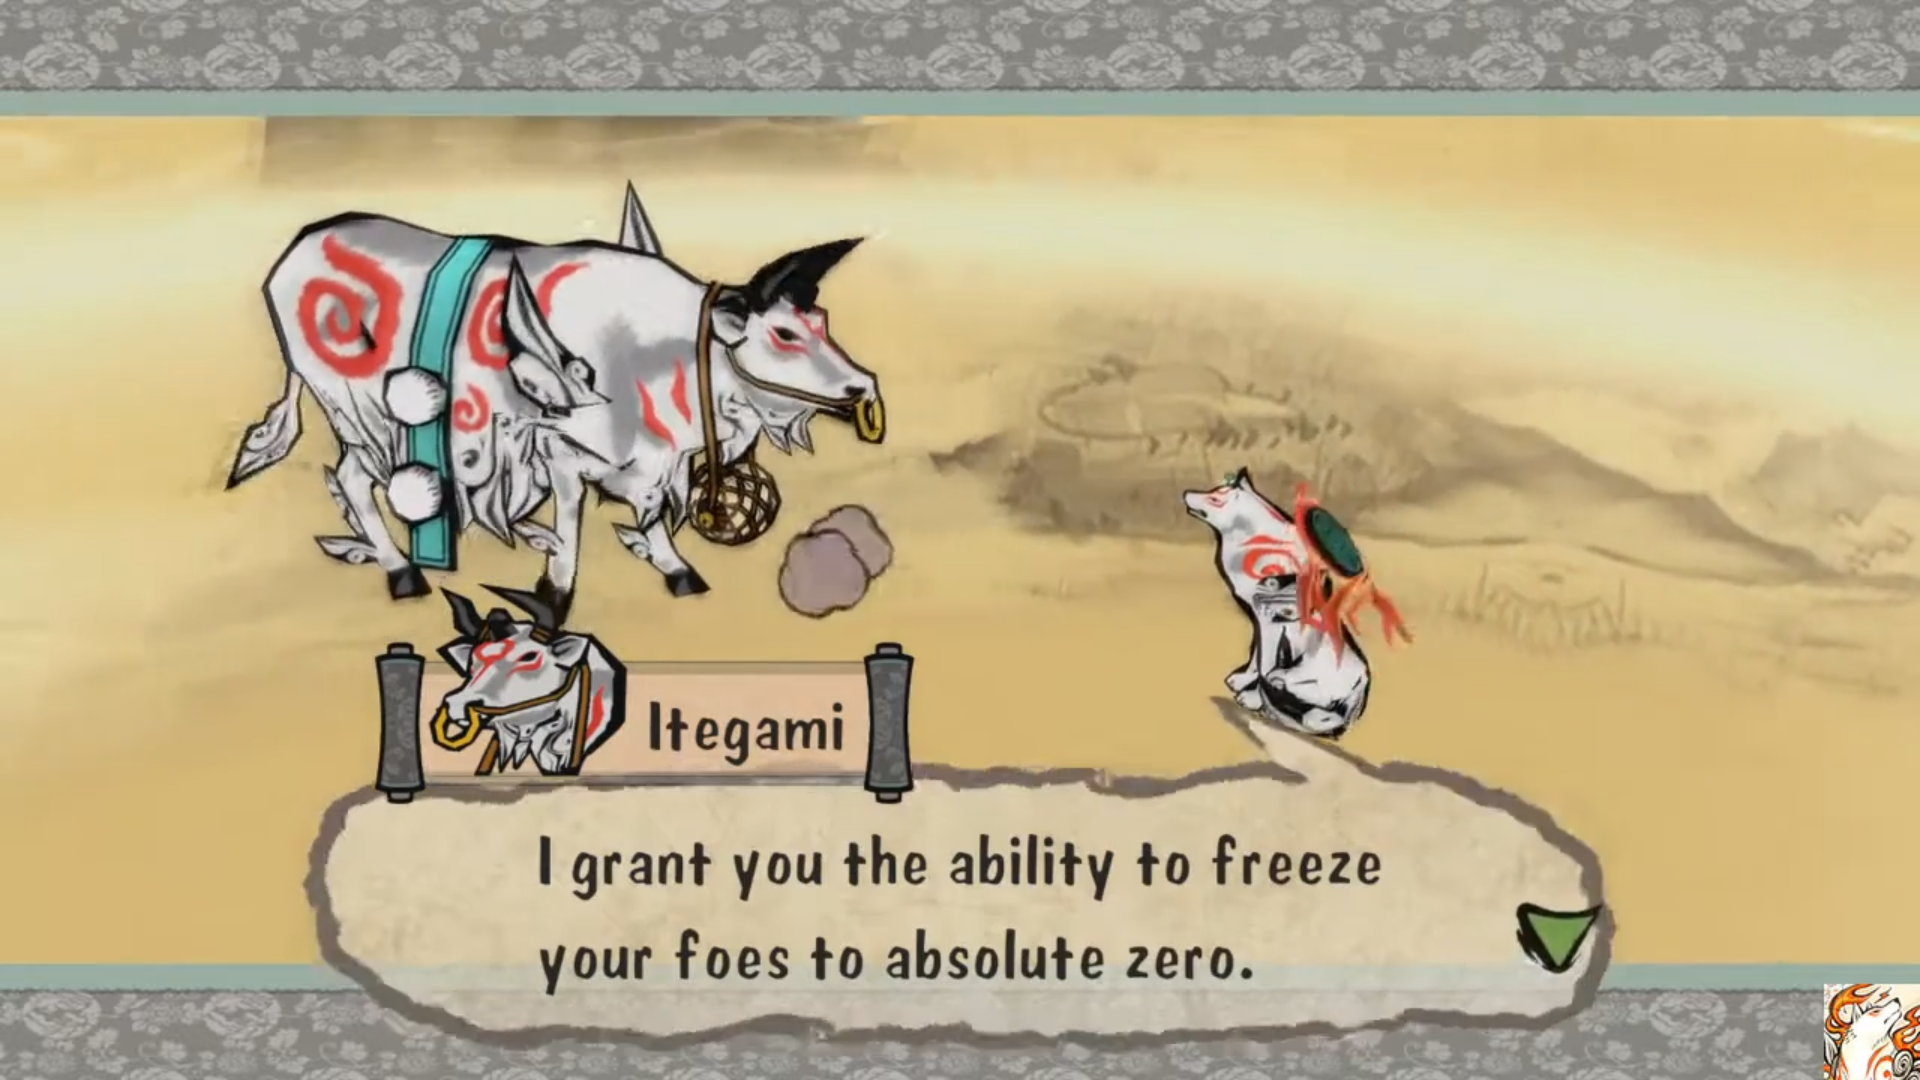 Itegami
I grant you the ability to freeze
your foes to absolute zero.